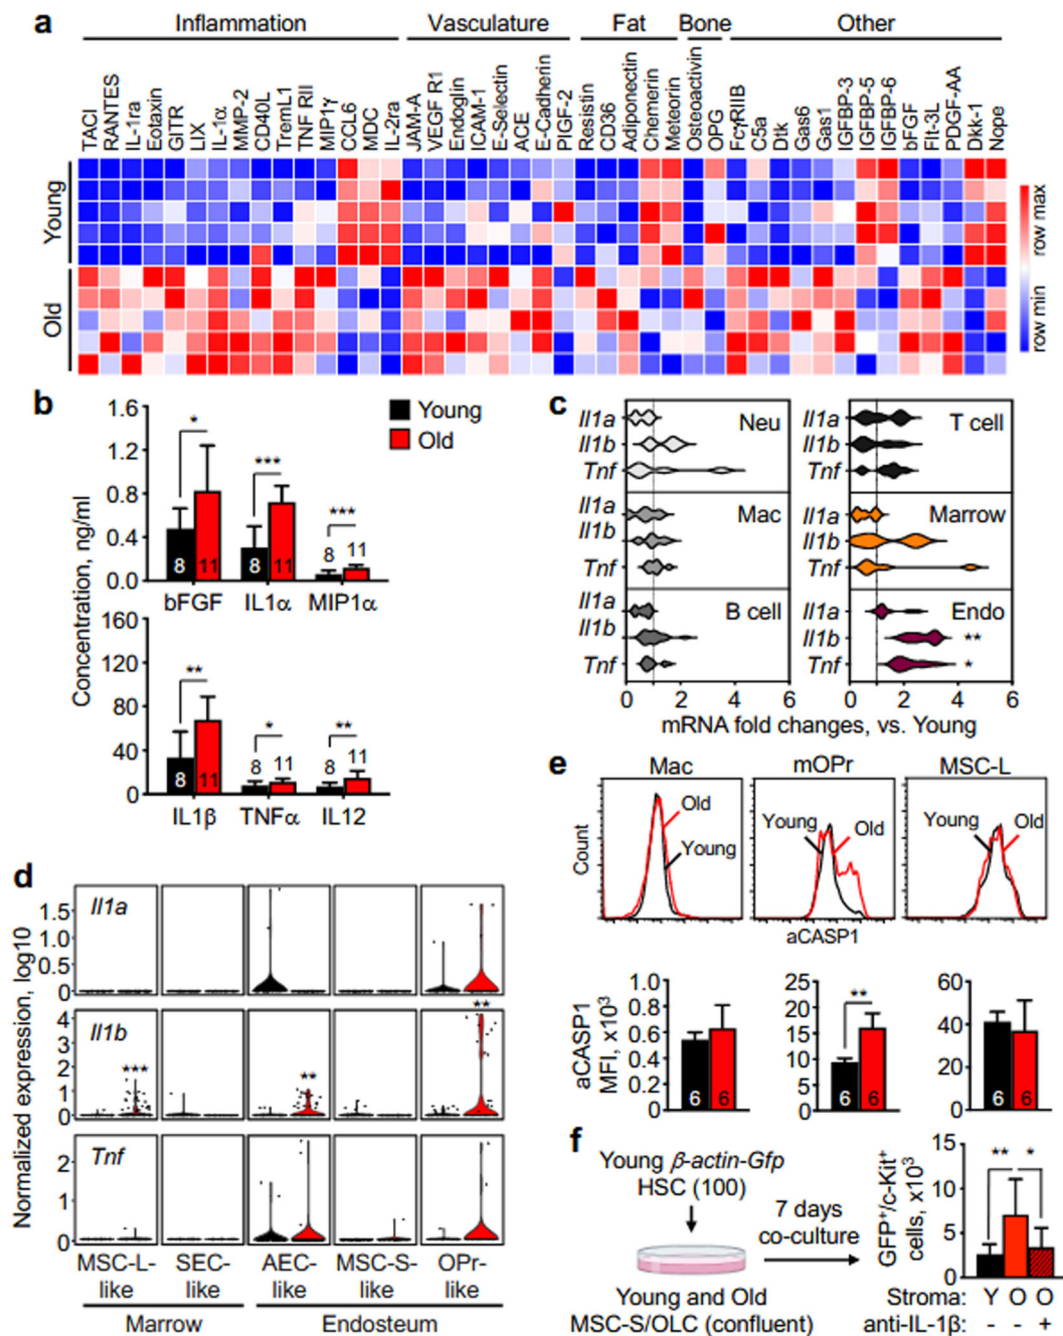 a
Inflammation Vasculature Fat Bone Other
TACI RANTES IL-1ra Eotaxin GITR LIX IL-1α MMP-2 CD40L TremL1 TNF RII MIP1γ CCL6 MDC IL-2ra JAM-A VEGF R1 Endoglin ICAM-1 E-Selectin ACE E-Cadherin PlGF-2 Resistin CD36 Adiponectin Chemerin Meteorin Osteoactivin OPG FcγRIIB C5a Dtk Gas6 Gas1 IGFBP-3 IGFBP-5 IGFBP-6 bFGF Flt-3L PDGF-AA Dkk-1 Nope
Young
Old
row min row max
b
Concentration, ng/ml
Young
Old
1.6
1.2
0.8
0.4
0.0
* *** ***
8 11 8 11 8 11
bFGF IL1α MIP1α
160
120
80
40
0
** * **
8 11 8 11 8 11
IL1β TNFα IL12
c
Il1a Neu
Il1b
Tnf
Il1a Mac
Il1b
Tnf
Il1a B cell
Il1b
Tnf
0 2 4 6
Il1a T cell
Il1b
Tnf
Il1a Marrow
Il1b
Tnf
Il1a Endo
Il1b **
Tnf *
0 2 4 6
mRNA fold changes, vs. Young
d
Normalized expression, log10
Il1a
1.5
1.0
0.5
0
Il1b
4
3
2
1
0
*** ** **
Tnf
2
1
0
MSC-L- SEC- AEC- MSC-S- OPr-
like like like like like
Marrow Endosteum
e
Mac mOPr MSC-L
Count
Old
Young
Young Old
Young Old
aCASP1
aCASP1
MFI, x10³
1.0
0.8
0.6
0.4
0.2
0
6 6
25
20
15
10
5
0
**
6 6
60
40
20
0
6 6
f
Young β-actin-Gfp
HSC (100)
7 days
co-culture
Young and Old
MSC-S/OLC (confluent)
GFP⁺/c-Kit⁺
cells, x10³
15
10
5
0
** *
Stroma: Y O O
anti-IL-1β: - - +